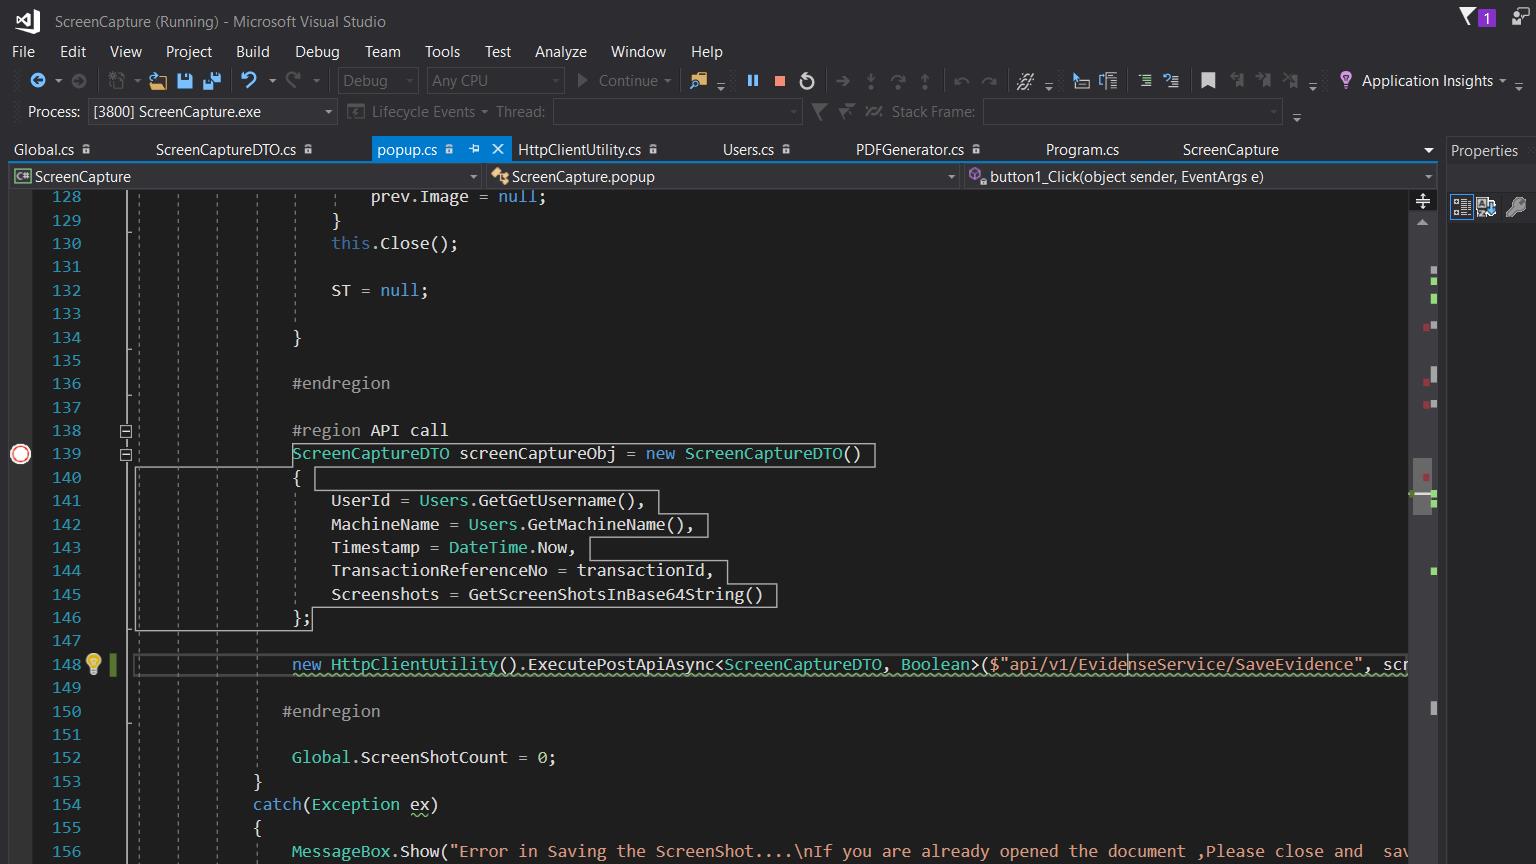 ScreenCapture (Running) - Microsoft Visual Studio
1
File Edit View Project Build Debug Team Tools Test Analyze Window Help
Debug Any CPU Continue Application Insights
Process: [3800] ScreenCapture.exe Lifecycle Events Thread: Stack Frame:
Global.cs ScreenCaptureDTO.cs popup.cs HttpClientUtility.cs Users.cs PDFGenerator.cs Program.cs ScreenCapture Properties
C# ScreenCapture ScreenCapture.popup button1_Click(object sender, EventArgs e)
128 prev.Image = null;
129 }
130 this.Close();
131
132 ST = null;
133
134 }
135
136 #endregion
137
138 #region API call
139 ScreenCaptureDTO screenCaptureObj = new ScreenCaptureDTO()
140 {
141 UserId = Users.GetGetUsername(),
142 MachineName = Users.GetMachineName(),
143 Timestamp = DateTime.Now,
144 TransactionReferenceNo = transactionId,
145 Screenshots = GetScreenShotsInBase64String()
146 };
147
148 new HttpClientUtility().ExecutePostApiAsync<ScreenCaptureDTO, Boolean>($"api/v1/EvidenseService/SaveEvidence", scr
149
150 #endregion
151
152 Global.ScreenShotCount = 0;
153 }
154 catch(Exception ex)
155 {
156 MessageBox.Show("Error in Saving the ScreenShot....\nIf you are already opened the document ,Please close and  sav